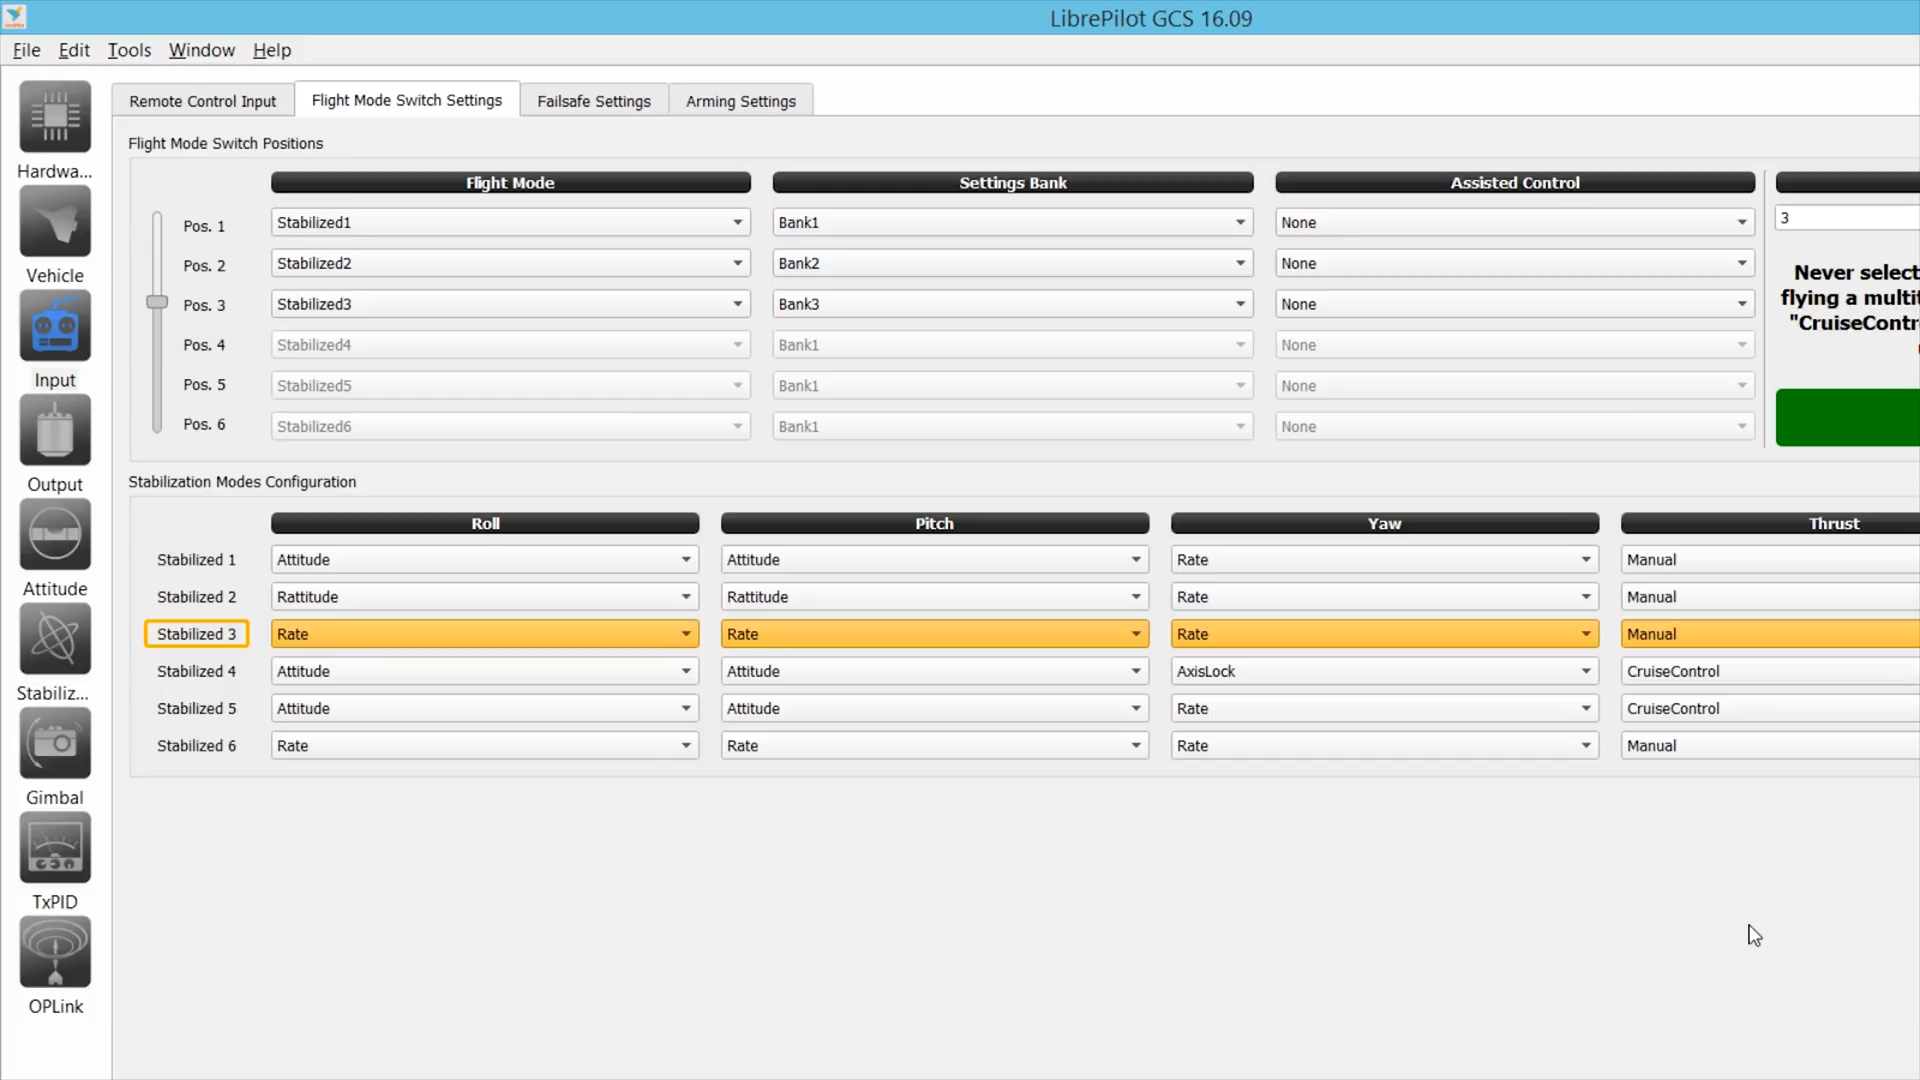 LibrePilot GCS 16.09
File Edit Tools Window Help
Remote Control Input Flight Mode Switch Settings Failsafe Settings Arming Settings
Flight Mode Switch Positions
Flight Mode Settings Bank Assisted Control
Pos. 1 Stabilized1 Bank1 None 3
Pos. 2 Stabilized2 Bank2 None
Pos. 3 Stabilized3 Bank3 None
Pos. 4 Stabilized4 Bank1 None
Pos. 5 Stabilized5 Bank1 None
Pos. 6 Stabilized6 Bank1 None
Never select
flying a multi
"CruiseContr
Stabilization Modes Configuration
Roll Pitch Yaw Thrust
Stabilized 1 Attitude Attitude Rate Manual
Stabilized 2 Rattitude Rattitude Rate Manual
Stabilized 3 Rate Rate Rate Manual
Stabilized 4 Attitude Attitude AxisLock CruiseControl
Stabilized 5 Attitude Attitude Rate CruiseControl
Stabilized 6 Rate Rate Rate Manual
Hardwa...
Vehicle
Input
Output
Attitude
Stabiliz...
Gimbal
TxPID
OPLink